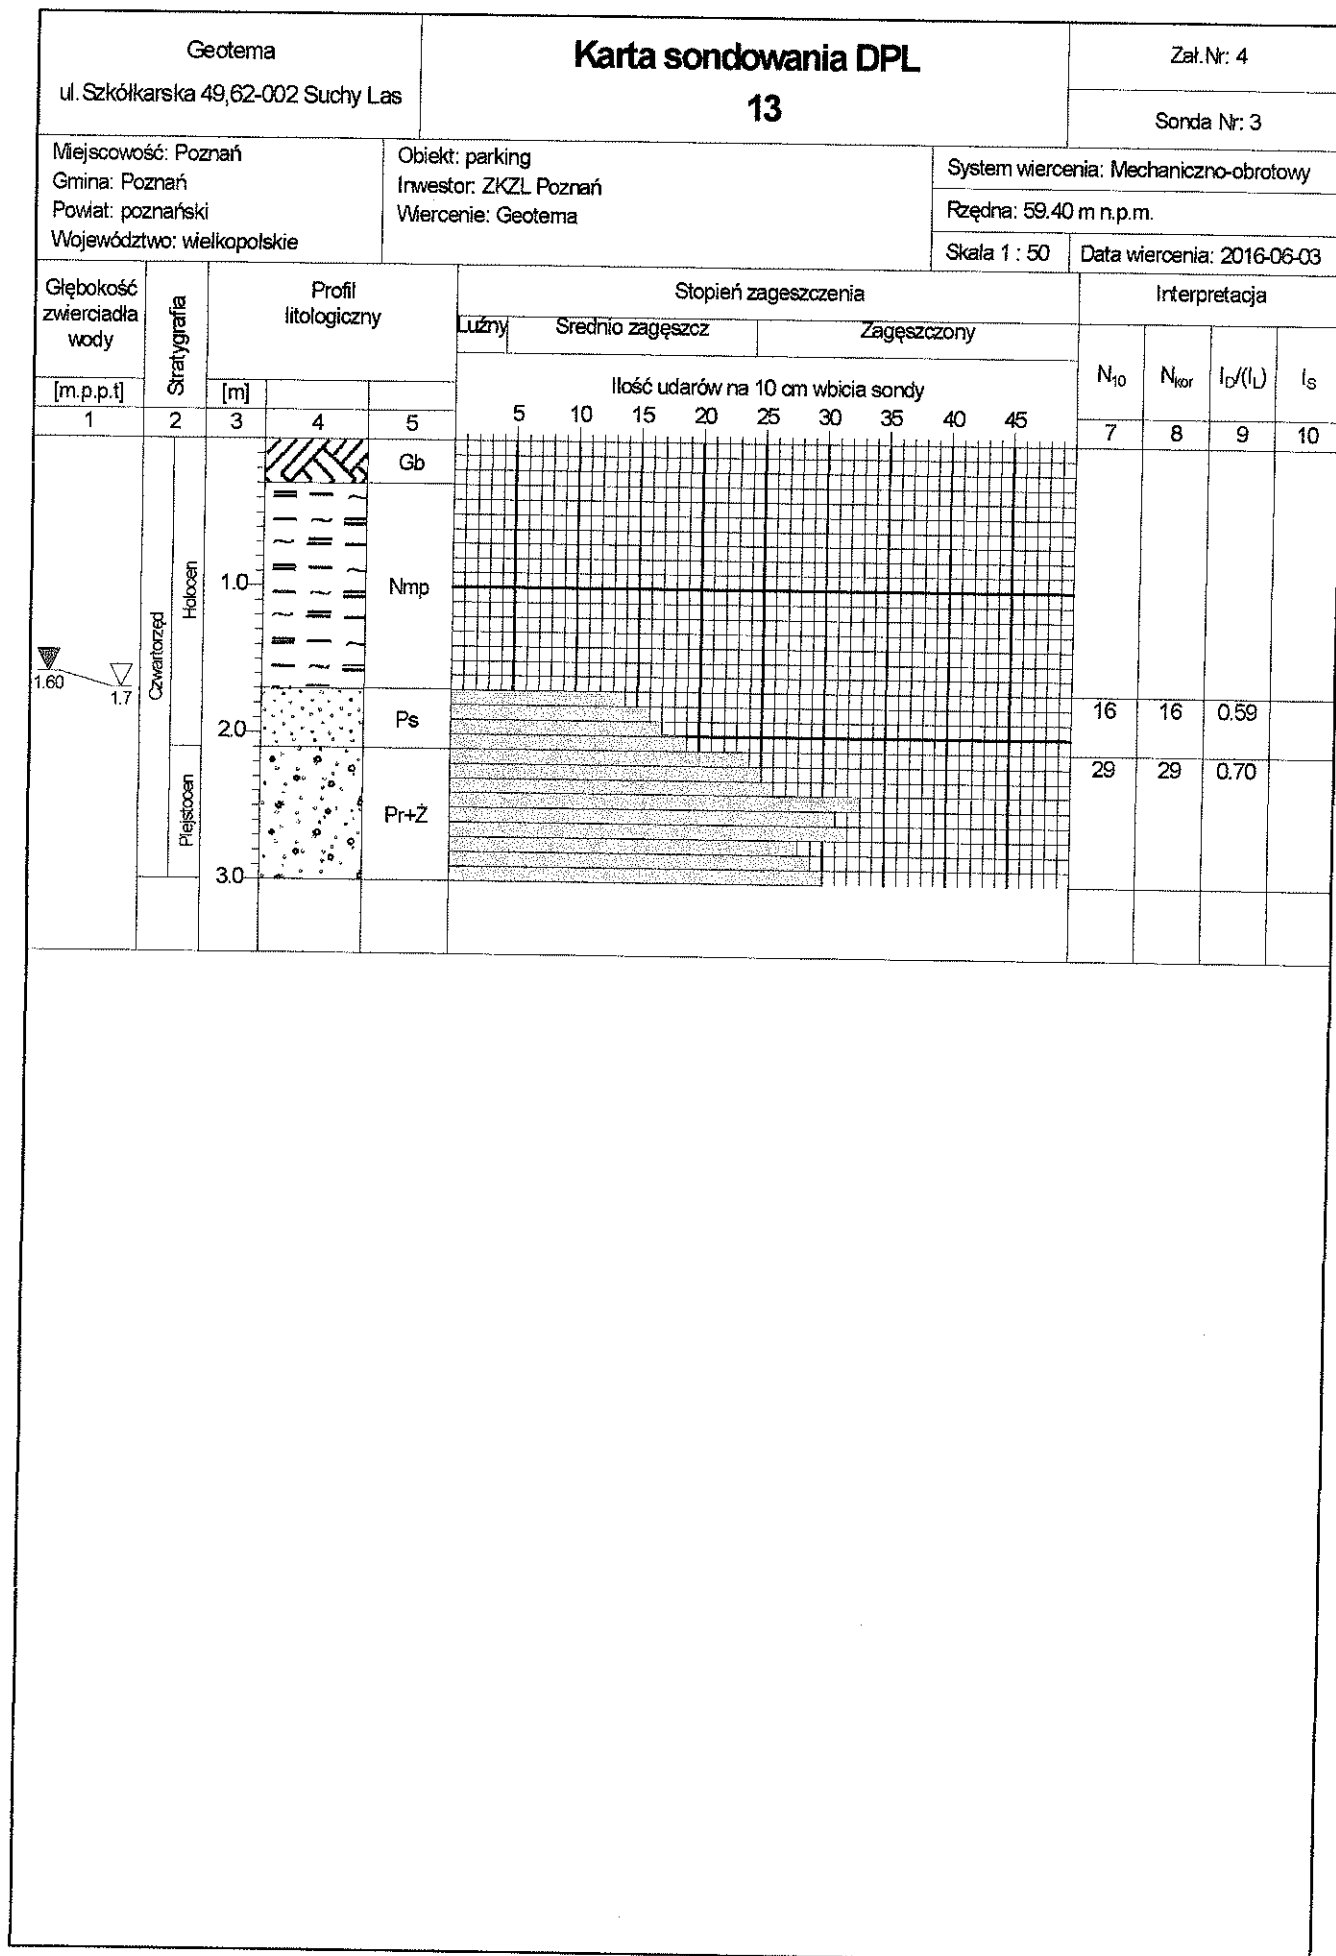 Geotema
ul.Szkółkarska 49,62-002 Suchy Las
Karta sondowania DPL
13
Zał.Nr: 4
Sonda Nr: 3
Miejscowość: Poznań
Gmina: Poznań
Powiat: poznański
Województwo: wielkopolskie
Obiekt: parking
Inwestor: ZKZL Poznań
Wiercenie: Geotema
System wiercenia: Mechaniczno-obrotowy
Rzędna: 59.40 m n.p.m.
Skala 1 : 50
Data wiercenia: 2016-06-03
Głębokość
zwierciadła
wody
[m.p.p.t]
Stratygrafia
Profil
litologiczny
[m]
Stopień zageszczenia
Luźny
Srednio zagęszcz
Zagęszczony
Ilość udarów na 10 cm wbicia sondy
5 10 15 20 25 30 35 40 45
Interpretacja
N10 Nkor ID/(IL) IS
1 2 3 4 5 7 8 9 10
Czwartorzęd
Holocen
Plejstocen
Gb
1.0
Nmp
1.60
1.7
2.0
Ps
16 16 0.59
29 29 0.70
Pr+Ż
3.0